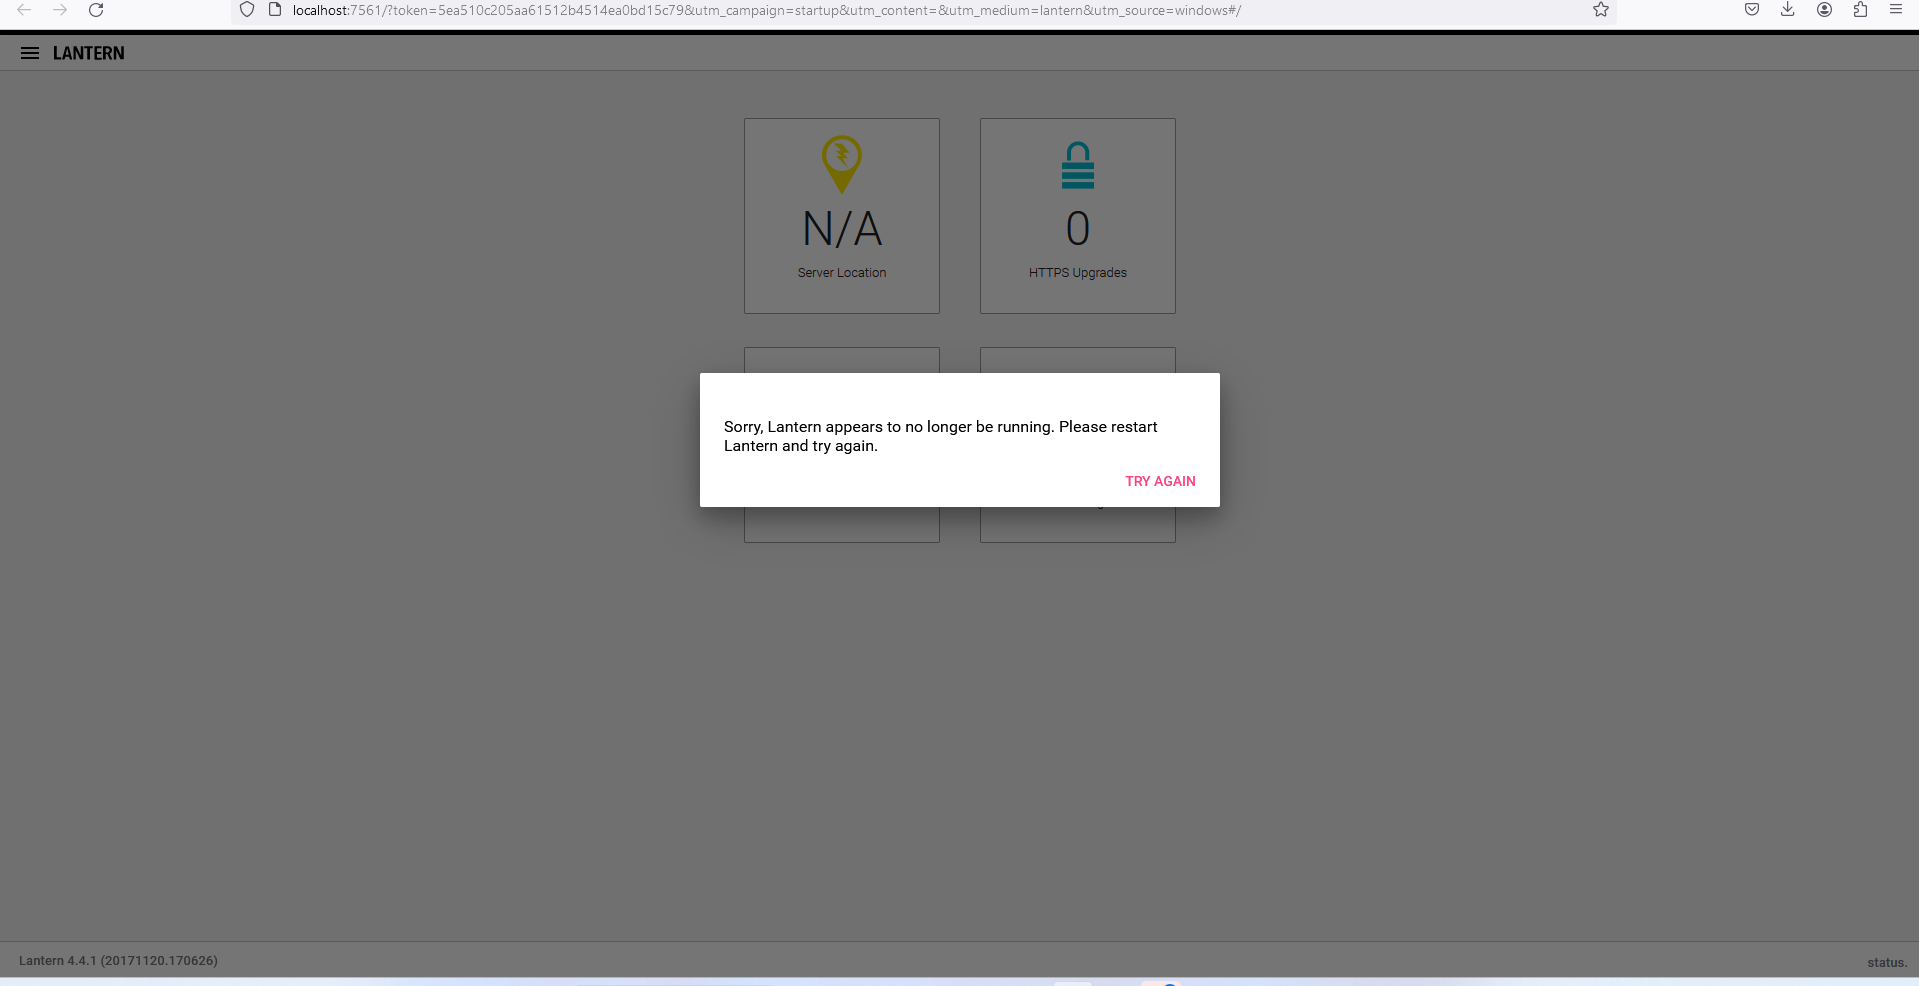 localhost:7561/?token=5ea510c205aa61512b4514ea0bd15c79&utm_campaign=startup&utm_content=&utm_medium=lantern&utm_source=windows#/
LANTERN
N/A
Server Location
0
HTTPS Upgrades
Sorry, Lantern appears to no longer be running. Please restart
Lantern and try again.
TRY AGAIN
Lantern 4.4.1 (20171120.170626)
status.